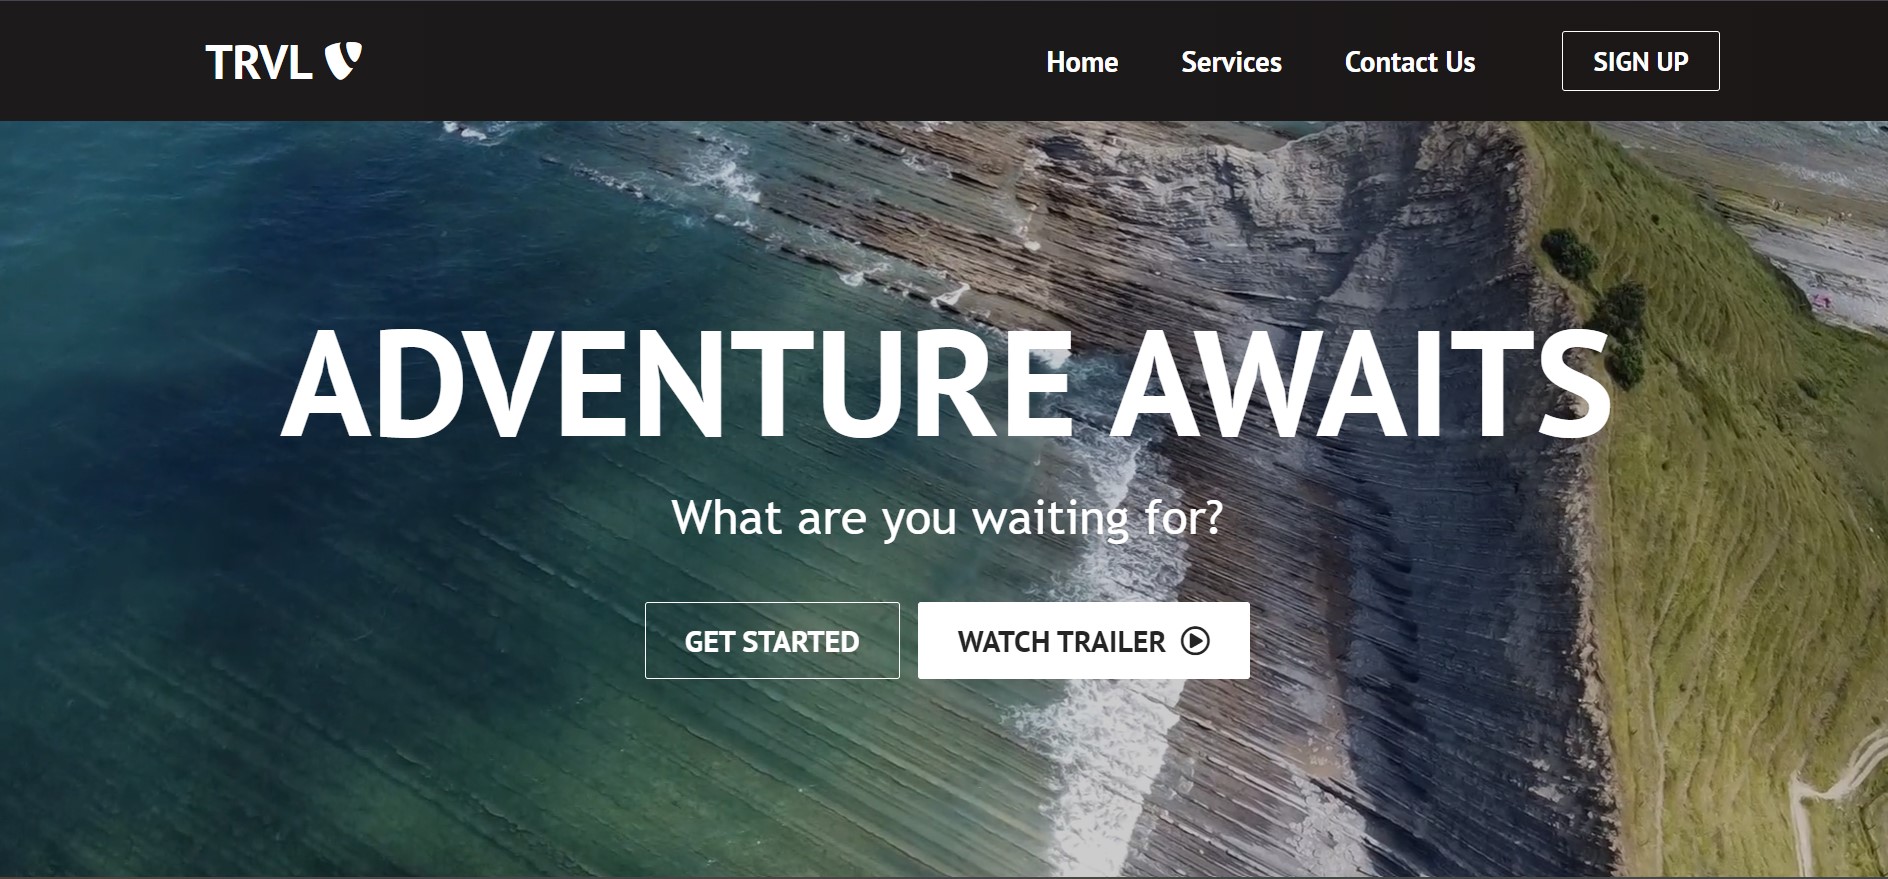 TRVL
Home Services Contact Us SIGN UP
ADVENTURE AWAITS
What are you waiting for?
GET STARTED WATCH TRAILER